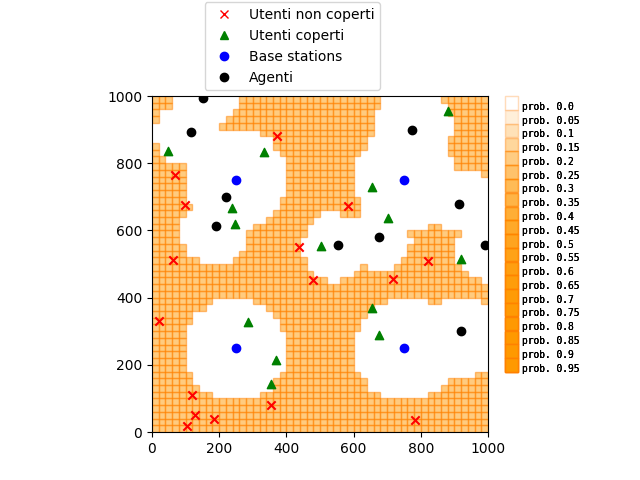 Utenti non coperti
Utenti coperti
Base stations
Agenti
1000
800
600
400
200
0
0
200
400
600
800
1000
prob. 0.0
prob. 0.05
prob. 0.1
prob. 0.15
prob. 0.2
prob. 0.25
prob. 0.3
prob. 0.35
prob. 0.4
prob. 0.45
prob. 0.5
prob. 0.55
prob. 0.6
prob. 0.65
prob. 0.7
prob. 0.75
prob. 0.8
prob. 0.85
prob. 0.9
prob. 0.95